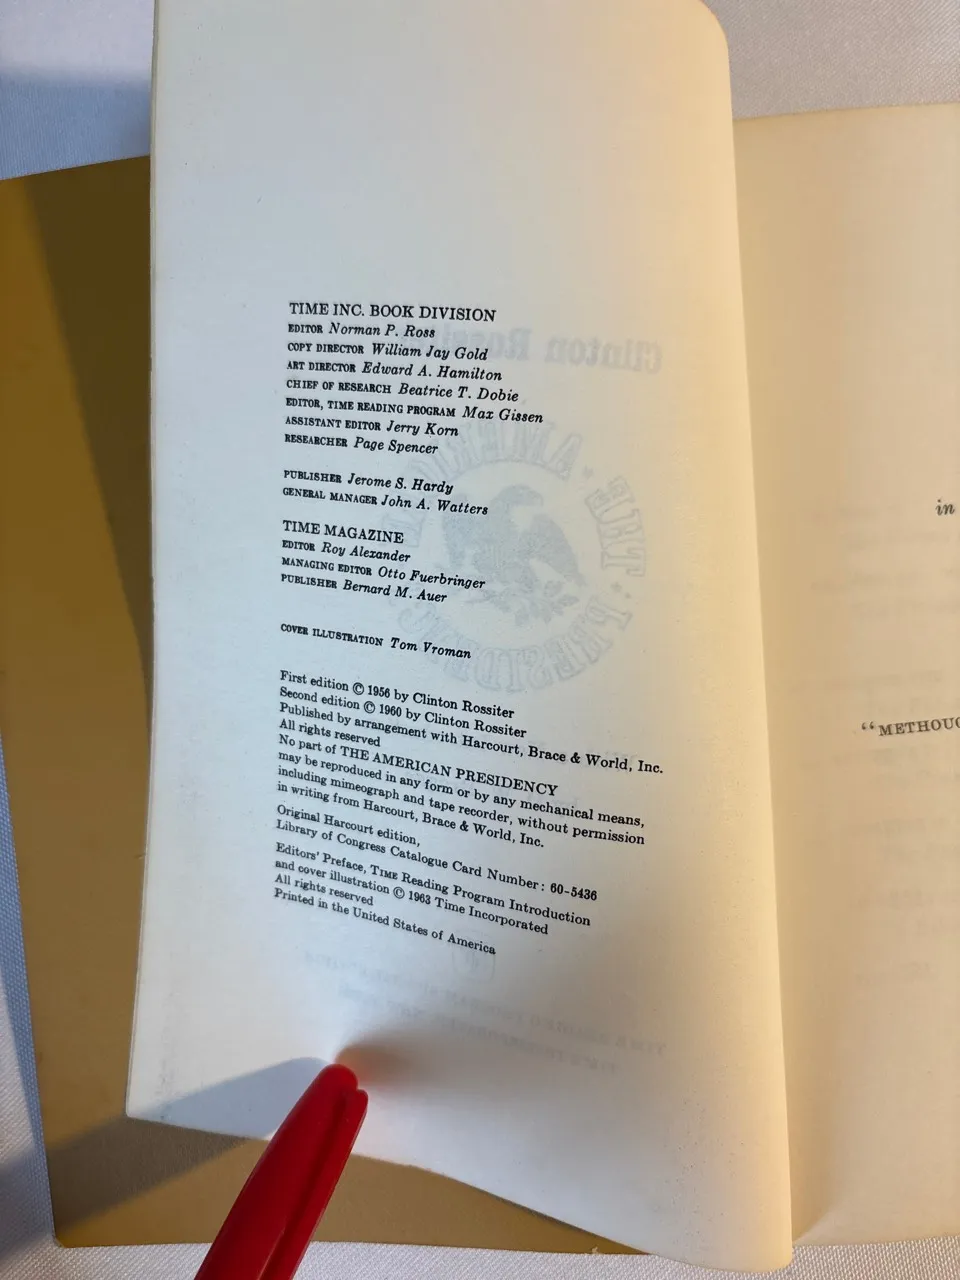 TIME INC. BOOK DIVISION
EDITOR Norman P. Ross
COPY DIRECTOR William Jay Gold
ART DIRECTOR Edward A. Hamilton
CHIEF OF RESEARCH Beatrice T. Dobie
EDITOR, TIME READING PROGRAM Max Gissen
ASSISTANT EDITOR Jerry Korn
RESEARCHER Page Spencer
PUBLISHER Jerome S. Hardy
GENERAL MANAGER John A. Watters
TIME MAGAZINE
EDITOR Roy Alexander
MANAGING EDITOR Otto Fuerbringer
PUBLISHER Bernard M. Auer
COVER ILLUSTRATION Tom Vroman
First edition © 1956 by Clinton Rossiter
Second edition © 1960 by Clinton Rossiter
Published by arrangement with Harcourt, Brace & World, Inc.
All rights reserved
No part of THE AMERICAN PRESIDENCY
may be reproduced in any form or by any mechanical means,
including mimeograph and tape recorder, without permission
in writing from Harcourt, Brace & World, Inc.
Original Harcourt edition,
Library of Congress Catalogue Card Number: 60-5436
Editors' Preface, TIME Reading Program Introduction
and cover illustration © 1963 Time Incorporated
All rights reserved
Printed in the United States of America
in
"METHOUG